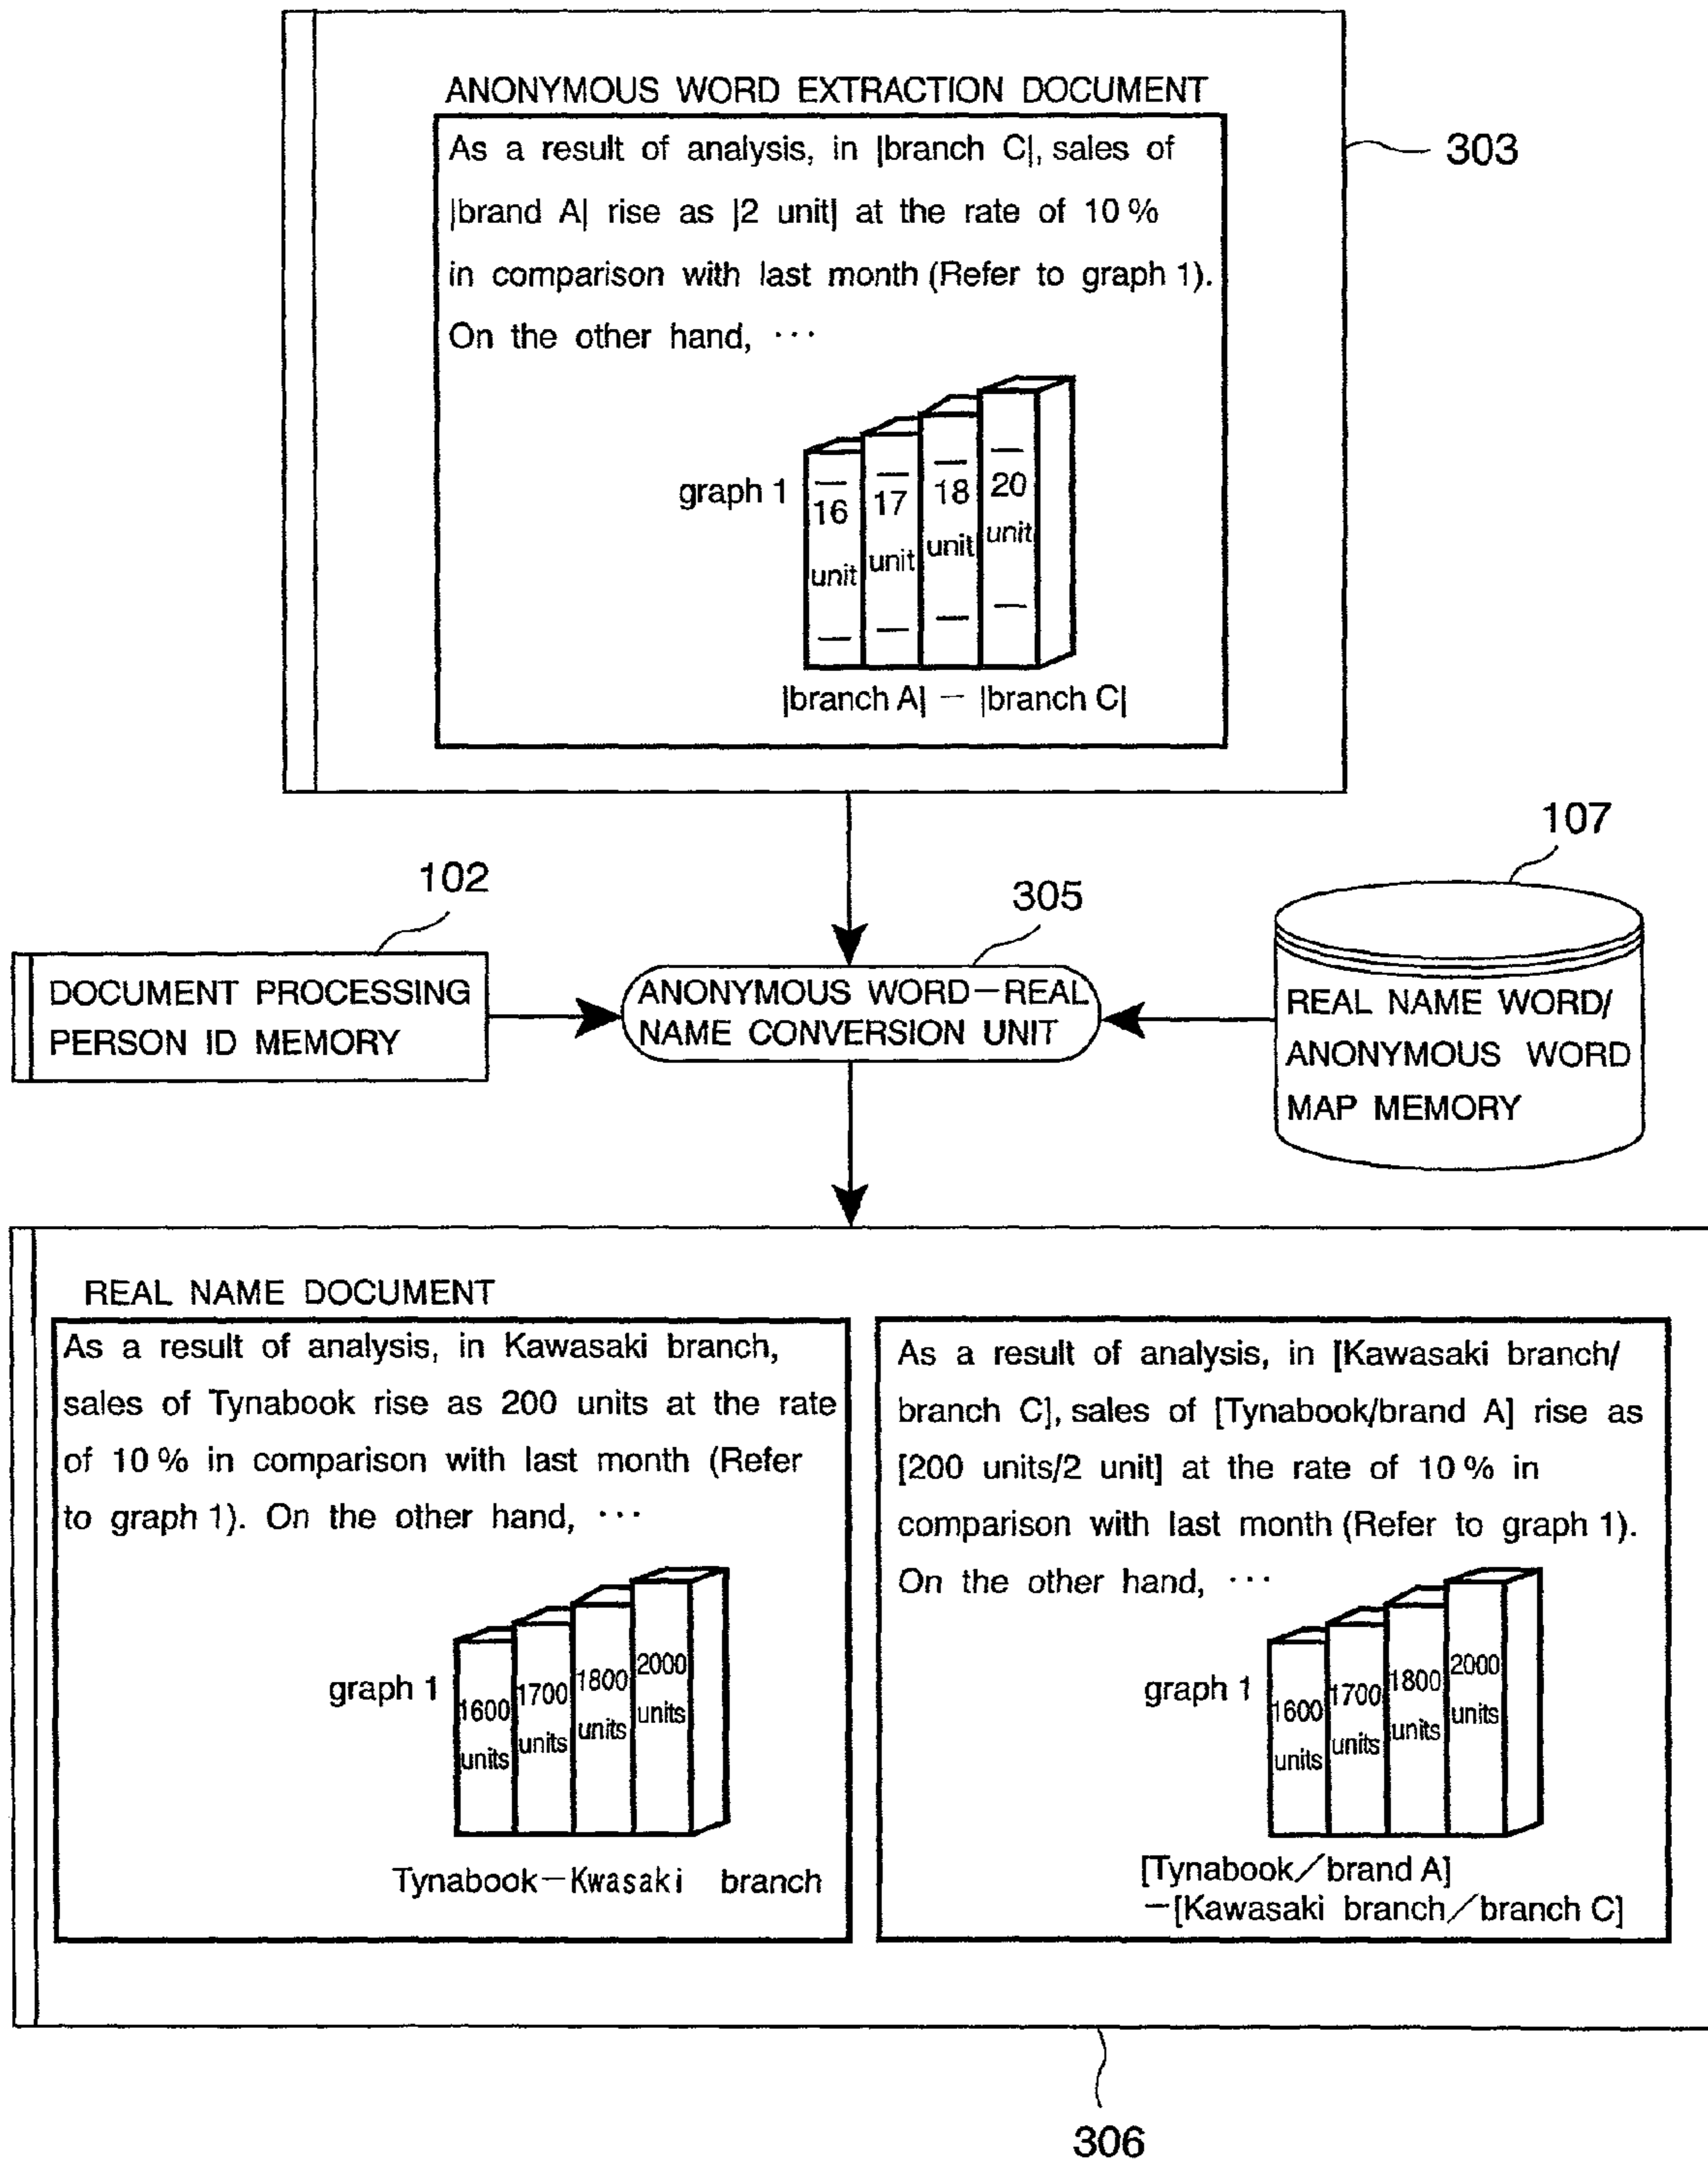 ANONYMOUS WORD EXTRACTION DOCUMENT
As a result of analysis, in |branch C|, sales of
|brand A| rise as |2 unit| at the rate of 10%
in comparison with last month (Refer to graph 1).
On the other hand, ···
graph 1
16
unit
17
unit
18
unit
20
unit
|branch A| — |branch C|
303
107
102
305
DOCUMENT PROCESSING
PERSON ID MEMORY
ANONYMOUS WORD—REAL
NAME CONVERSION UNIT
REAL NAME WORD/
ANONYMOUS WORD
MAP MEMORY
REAL NAME DOCUMENT
As a result of analysis, in Kawasaki branch,
sales of Tynabook rise as 200 units at the rate
of 10% in comparison with last month (Refer
to graph 1). On the other hand, ···
graph 1
1600
units
1700
units
1800
units
2000
units
Tynabook—Kwasaki branch
As a result of analysis, in [Kawasaki branch/
branch C], sales of [Tynabook/brand A] rise as
[200 units/2 unit] at the rate of 10% in
comparison with last month (Refer to graph 1).
On the other hand, ···
graph 1
1600
units
1700
units
1800
units
2000
units
[Tynabook/brand A]
—[Kawasaki branch/branch C]
306